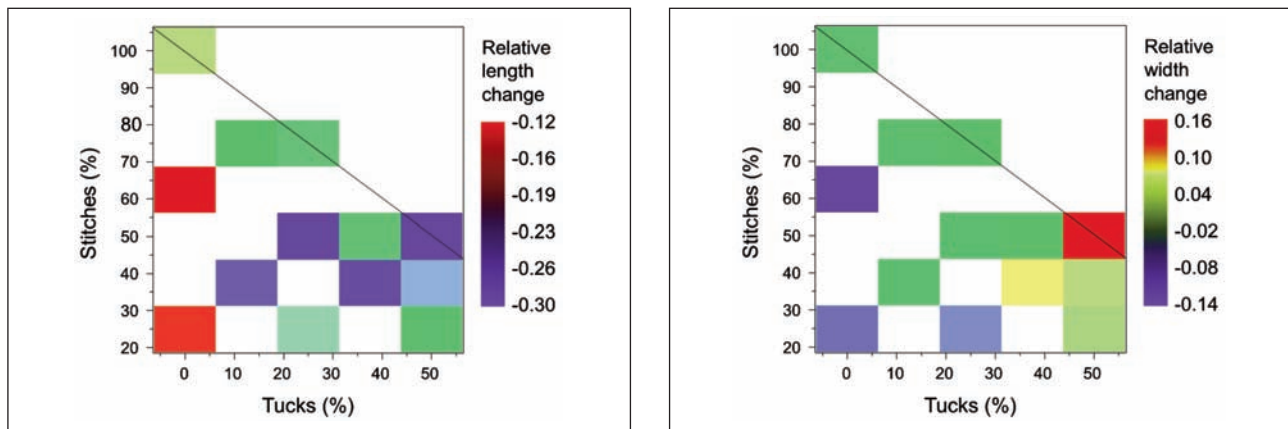 Relative
length
change
-0.12
-0.16
-0.19
-0.23
-0.26
-0.30
Stitches (%)
100
90
80
70
60
50
40
30
20
0 10 20 30 40 50
Tucks (%)
Relative
width
change
0.16
0.10
0.04
-0.02
-0.08
-0.14
Stitches (%)
100
90
80
70
60
50
40
30
20
0 10 20 30 40 50
Tucks (%)